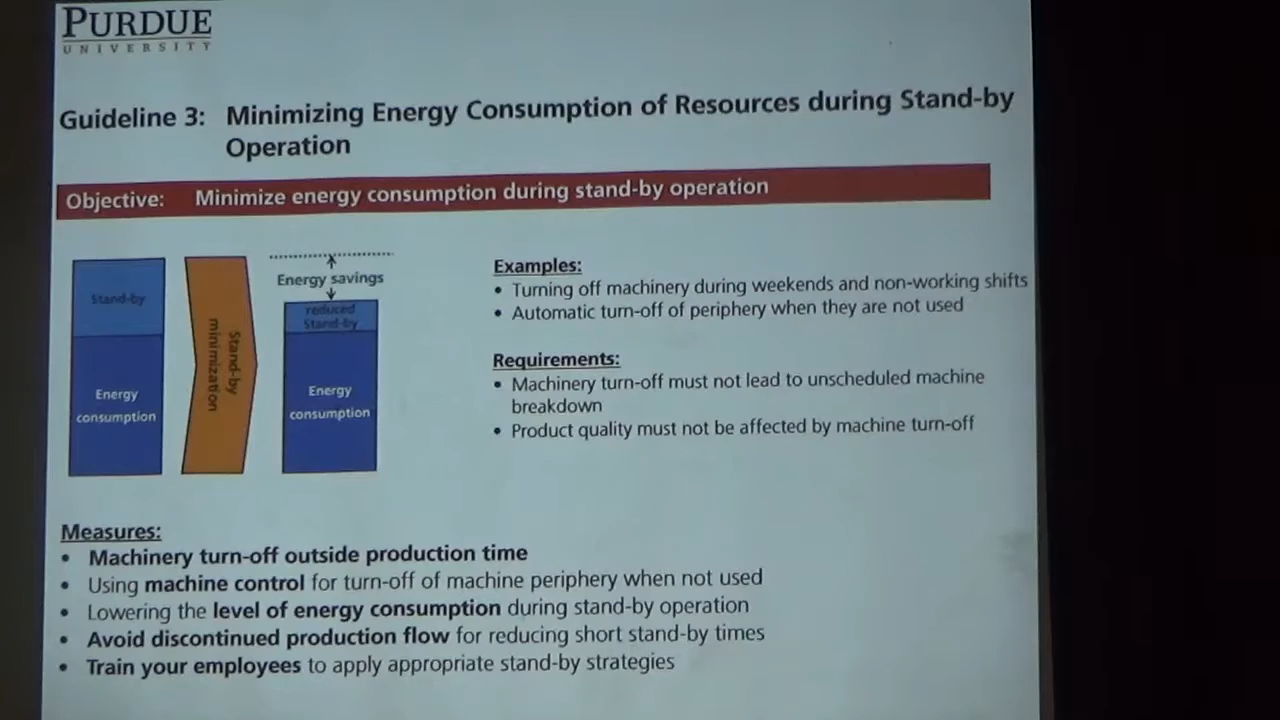 PURDUE
UNIVERSITY
Guideline 3: Minimizing Energy Consumption of Resources during Stand-by
Operation
Objective: Minimize energy consumption during stand-by operation
Stand-by
Energy
consumption
Stand-by
minimization
Energy savings
reduced
Stand-by
Energy
consumption
Examples:
• Turning off machinery during weekends and non-working shifts
• Automatic turn-off of periphery when they are not used
Requirements:
• Machinery turn-off must not lead to unscheduled machine
breakdown
• Product quality must not be affected by machine turn-off
Measures:
• Machinery turn-off outside production time
• Using machine control for turn-off of machine periphery when not used
• Lowering the level of energy consumption during stand-by operation
• Avoid discontinued production flow for reducing short stand-by times
• Train your employees to apply appropriate stand-by strategies